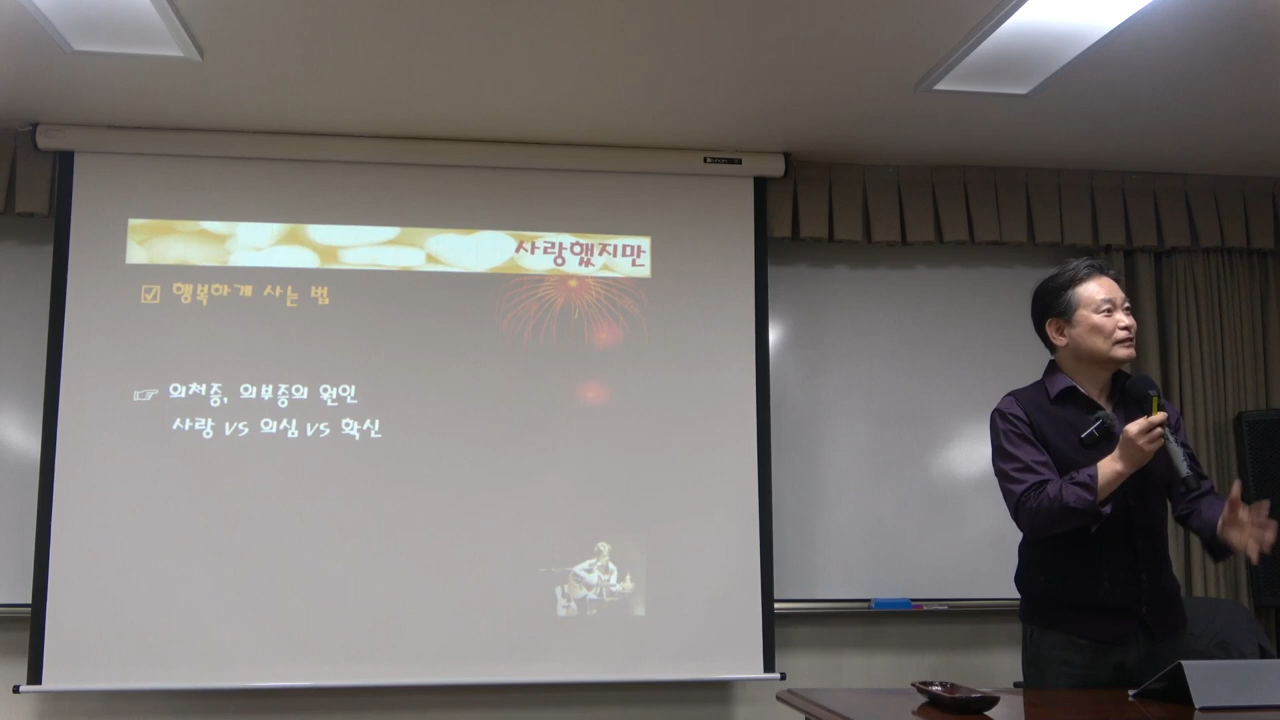 사랑했지만
☑ 행복하게 사는 법
☞ 의처증, 의부증의 원인
사랑 VS 의심 VS 확신